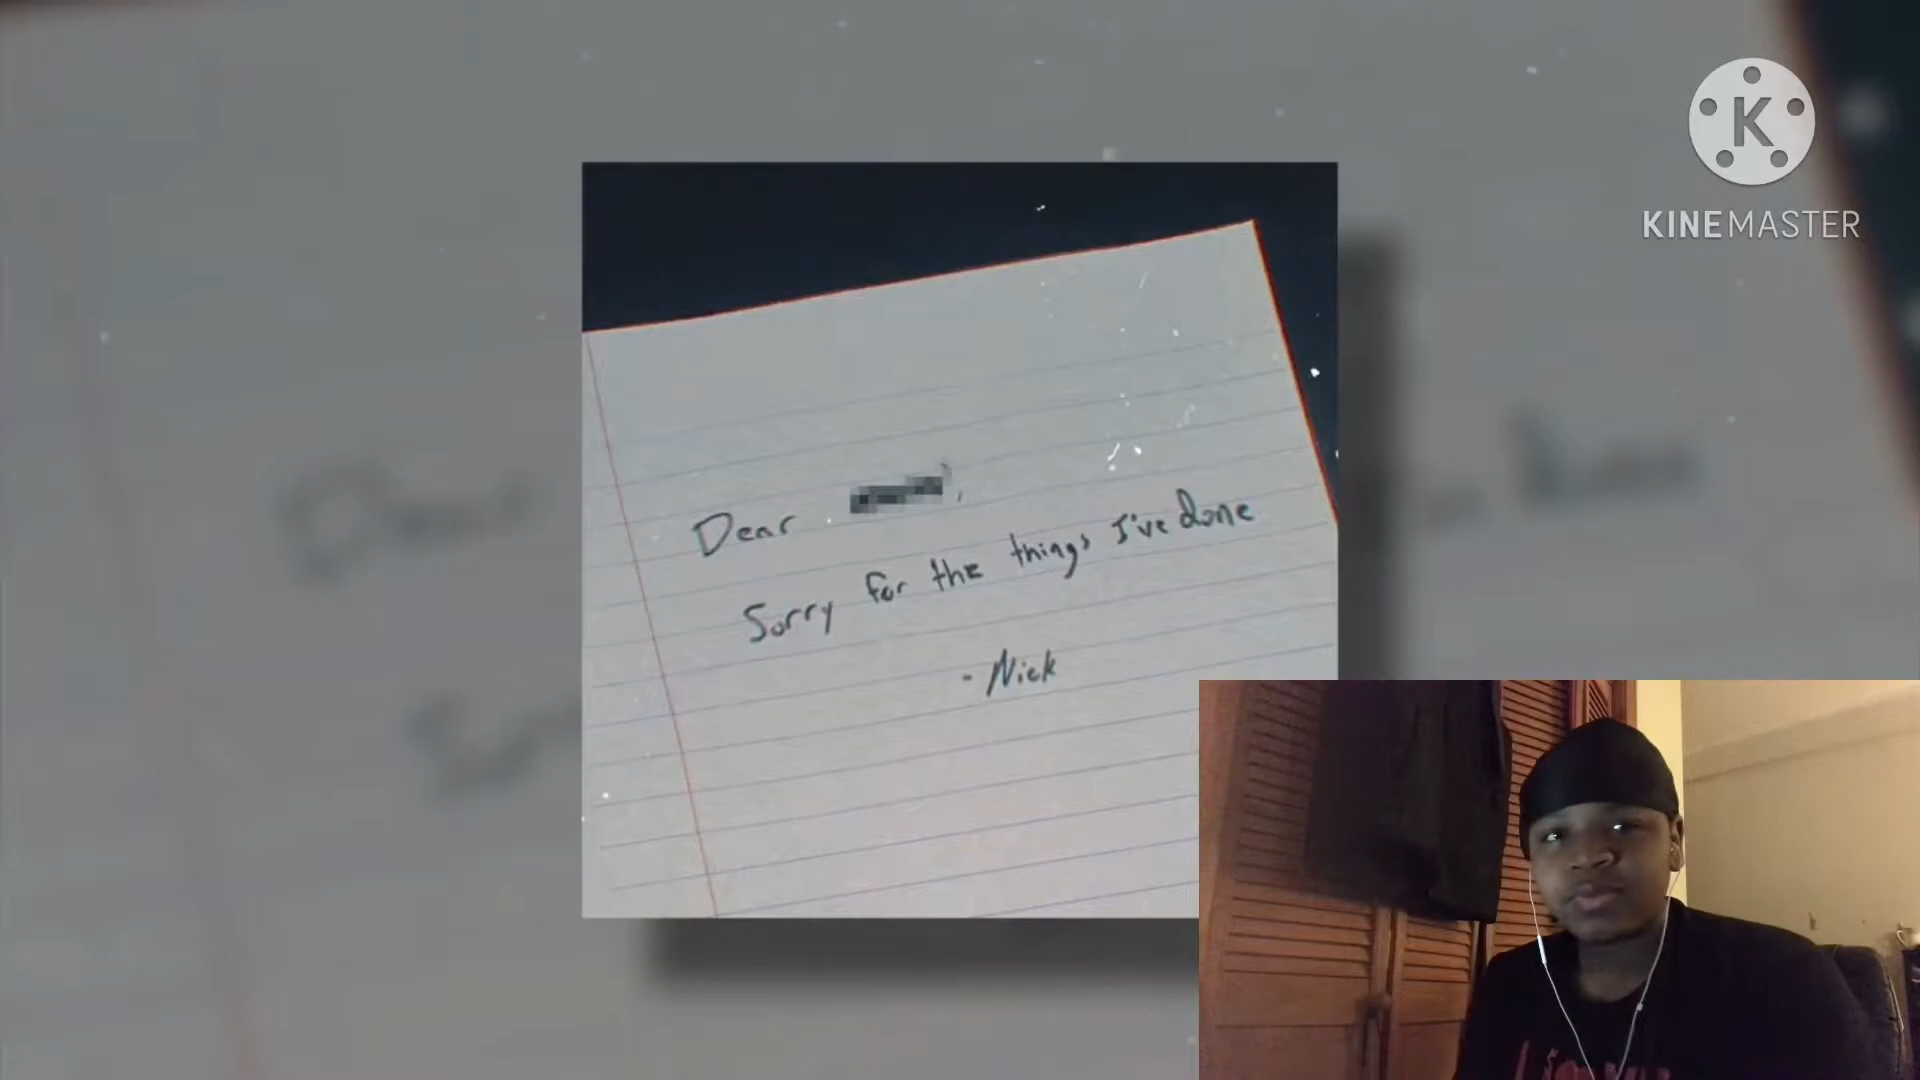 K
KINEMASTER
Dear ,
Sorry for the things I've done
- Nick